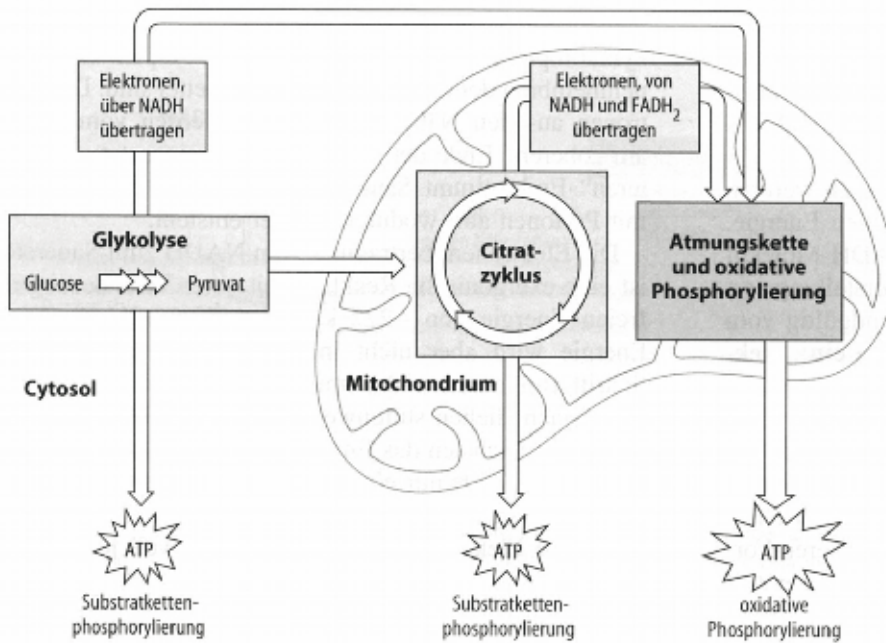 Elektronen,
über NADH
übertragen
Elektronen, von
NADH und FADH2
übertragen
Glykolyse
Glucose Pyruvat
Citrat-
zyklus
Atmungskette
und oxidative
Phosphorylierung
Cytosol
Mitochondrium
ATP
ATP
ATP
Substratketten-
phosphorylierung
Substratketten-
phosphorylierung
oxidative
Phosphorylierung